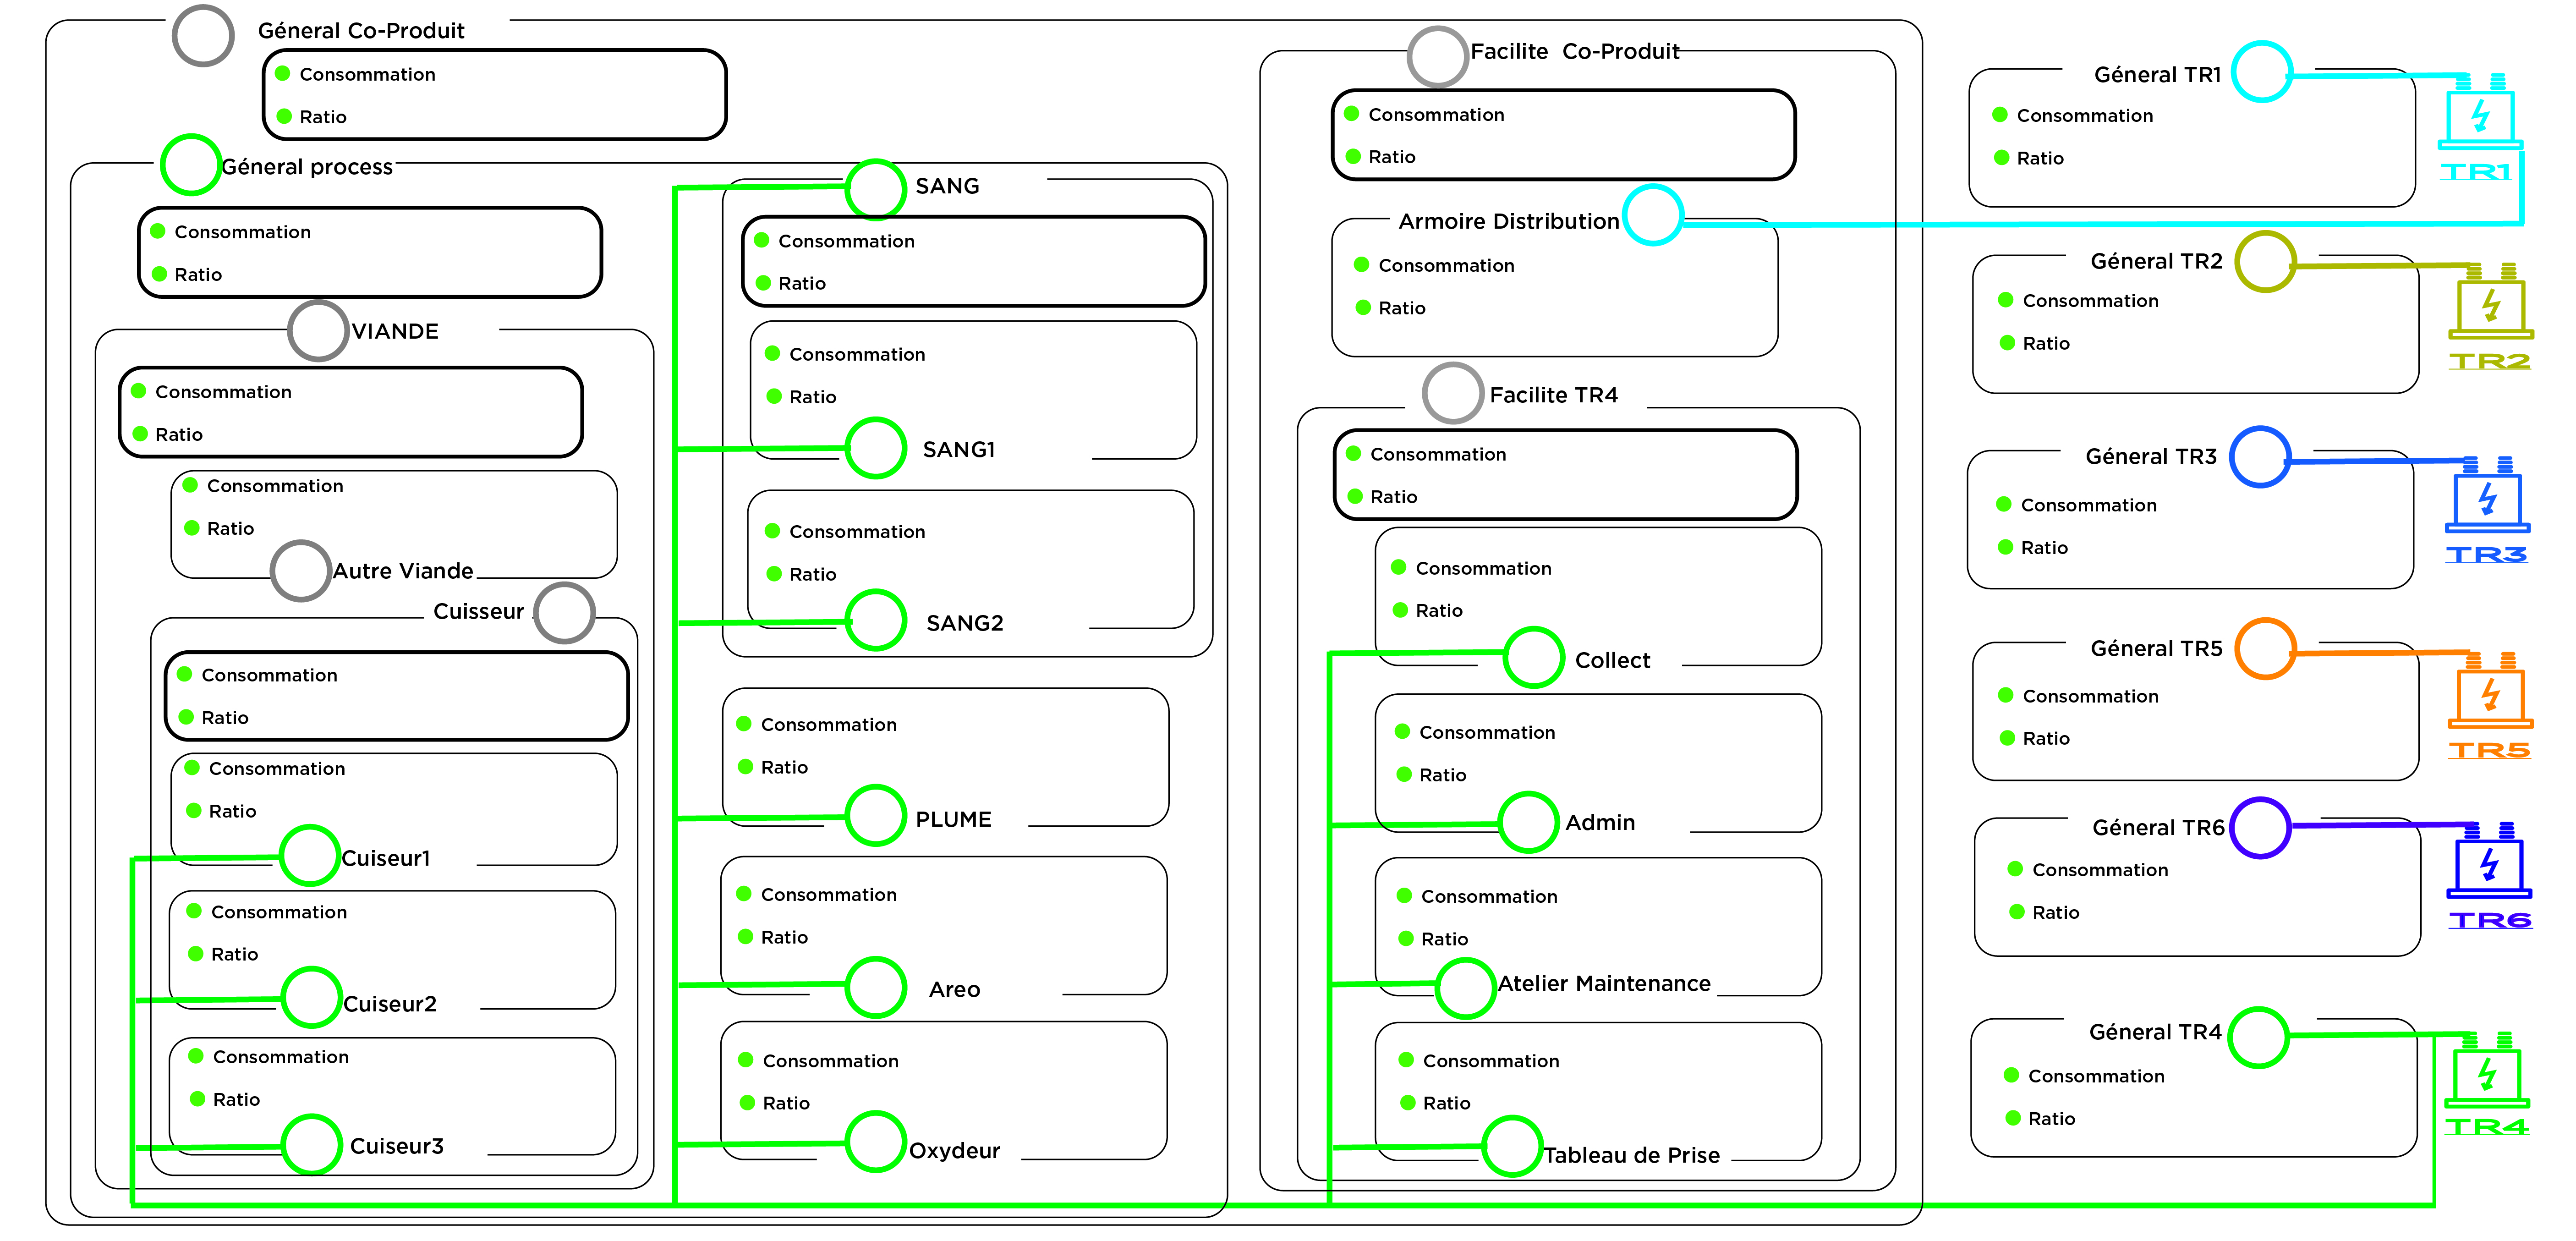 Géneral Co-Produit
Consommation
Ratio
Géneral process
Consommation
Ratio
VIANDE
Consommation
Ratio
Consommation
Ratio
Autre Viande
Cuisseur
Consommation
Ratio
Consommation
Ratio
Cuiseur1
Consommation
Ratio
Cuiseur2
Consommation
Ratio
Cuiseur3
SANG
Consommation
Ratio
Consommation
Ratio
SANG1
Consommation
Ratio
SANG2
Consommation
Ratio
PLUME
Consommation
Ratio
Areo
Consommation
Ratio
Oxydeur
Facilite Co-Produit
Consommation
Ratio
Armoire Distribution
Consommation
Ratio
Facilite TR4
Consommation
Ratio
Consommation
Ratio
Collect
Consommation
Ratio
Admin
Consommation
Ratio
Atelier Maintenance
Consommation
Ratio
Tableau de Prise
Géneral TR1
Consommation
Ratio
TR1
Géneral TR2
Consommation
Ratio
TR2
Géneral TR3
Consommation
Ratio
TR3
Géneral TR5
Consommation
Ratio
TR5
Géneral TR6
Consommation
Ratio
TR6
Géneral TR4
Consommation
Ratio
TR4